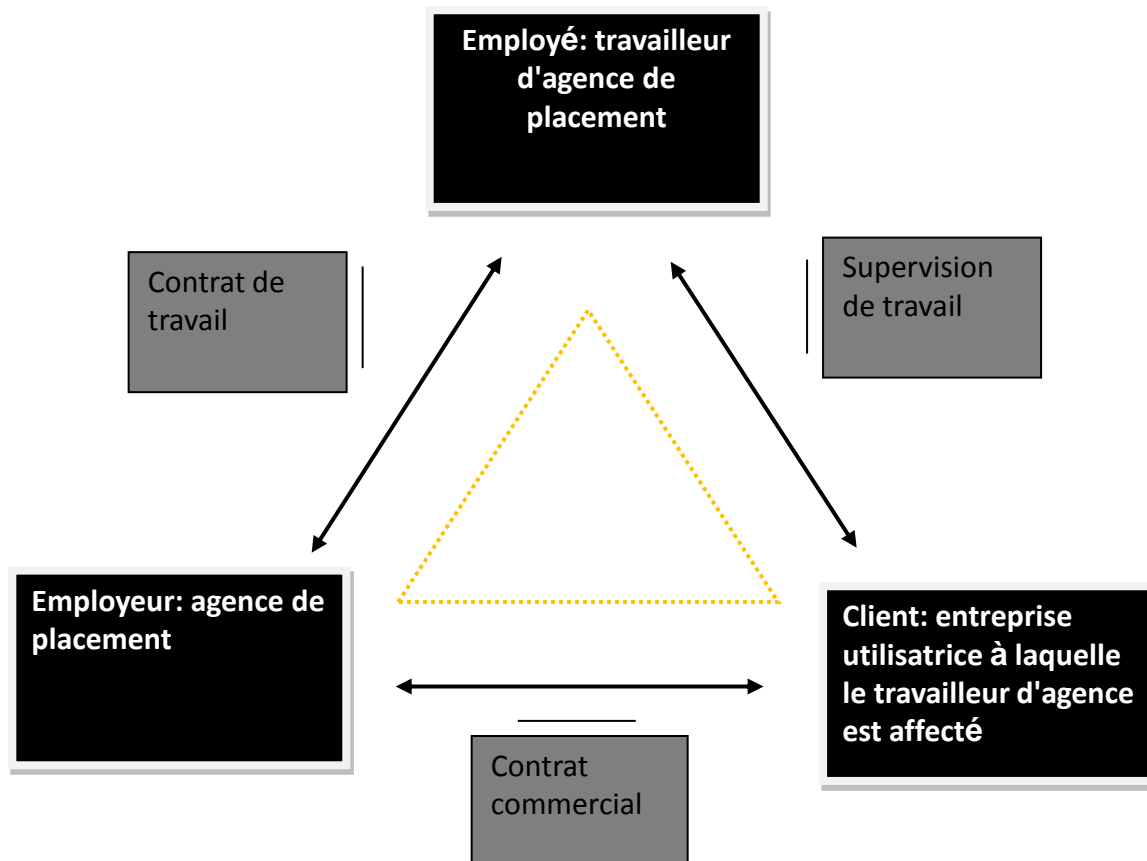 Employé: travailleur
d'agence de
placement
Contrat de
travail
Supervision
de travail
Employeur: agence de
placement
Client: entreprise
utilisatrice à laquelle
le travailleur d'agence
est affecté
Contrat
commercial